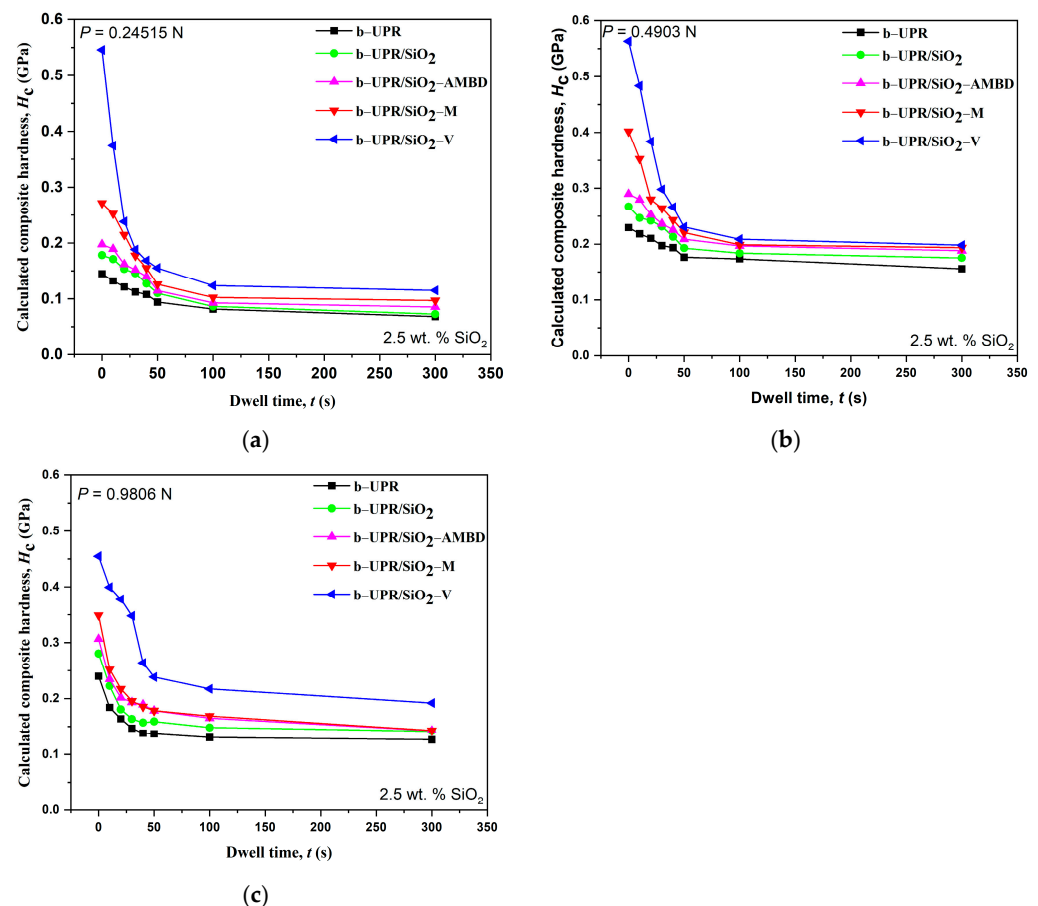 P = 0.24515 N
b–UPR
b–UPR/SiO2
b–UPR/SiO2–AMBD
b–UPR/SiO2–M
b–UPR/SiO2–V
Calculated composite hardness, Hc (GPa)
0.6
0.5
0.4
0.3
0.2
0.1
0.0
2.5 wt. % SiO2
0 50 100 150 200 250 300 350
Dwell time, t (s)
(a)
P = 0.4903 N
b–UPR
b–UPR/SiO2
b–UPR/SiO2–AMBD
b–UPR/SiO2–M
b–UPR/SiO2–V
Calculated composite hardness, Hc (GPa)
0.6
0.5
0.4
0.3
0.2
0.1
0.0
2.5 wt. % SiO2
0 50 100 150 200 250 300 350
Dwell time, t (s)
(b)
P = 0.9806 N
b–UPR
b–UPR/SiO2
b–UPR/SiO2–AMBD
b–UPR/SiO2–M
b–UPR/SiO2–V
Calculated composite hardness, Hc (GPa)
0.6
0.5
0.4
0.3
0.2
0.1
0.0
2.5 wt. % SiO2
0 50 100 150 200 250 300 350
Dwell time, t (s)
(c)